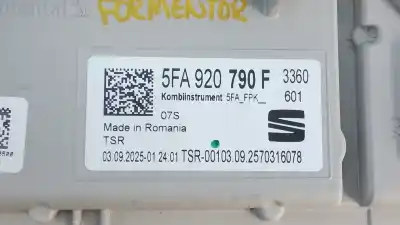 FORMENTOR
5FA 920 790 F 3360
Kombiinstrument 5FA_FPK__ 601
07S
Made in Romania
TSR
03.09.2025-01 24:01 TSR-00103.09.2570316078